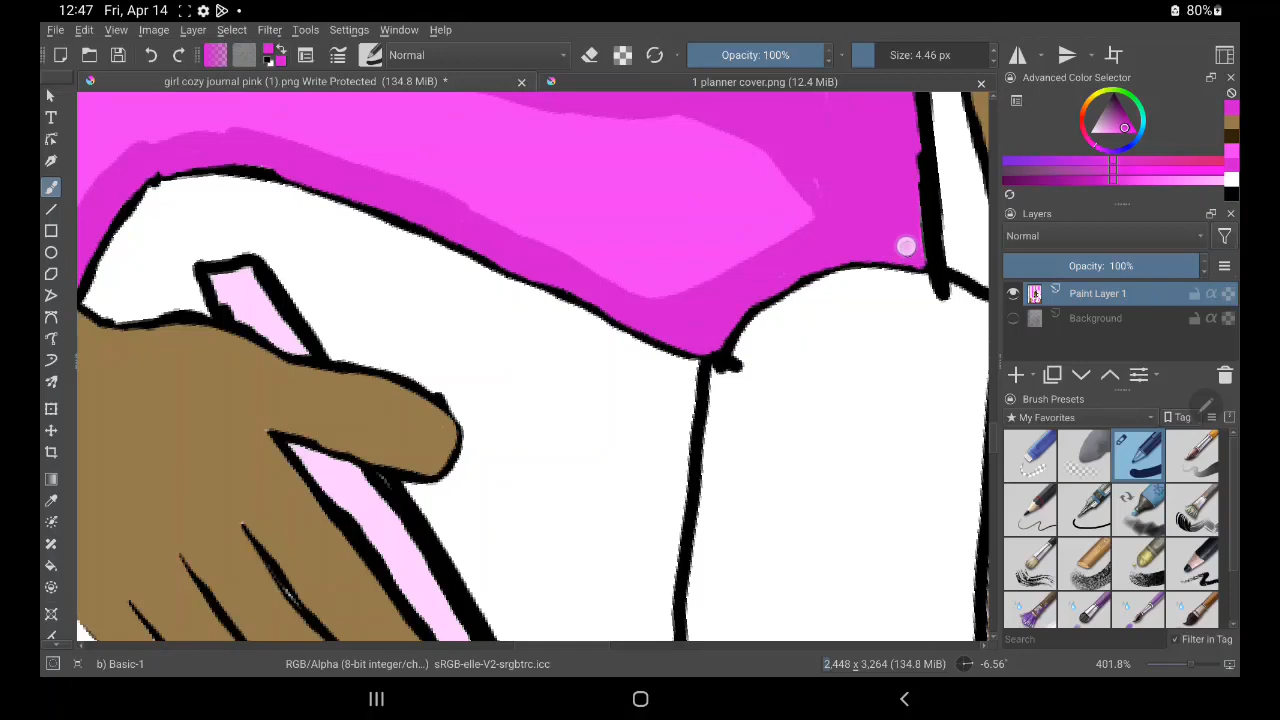 12:47 Fri, Apr 14
80%
File Edit View Image Layer Select Filter Tools Settings Window Help
Normal
Opacity: 100%
Size: 4.46 px
girl cozy journal pink (1).png Write Protected (134.8 MiB) *
1 planner cover.png (12.4 MiB)
Advanced Color Selector
Layers
Normal
Opacity: 100%
Paint Layer 1
Background
Brush Presets
My Favorites
Tag
Search
Filter in Tag
b) Basic-1
RGB/Alpha (8-bit integer/ch...) sRGB-elle-V2-srgbtrc.icc
2,448 x 3,264 (134.8 MiB)
-6.56°
401.8%